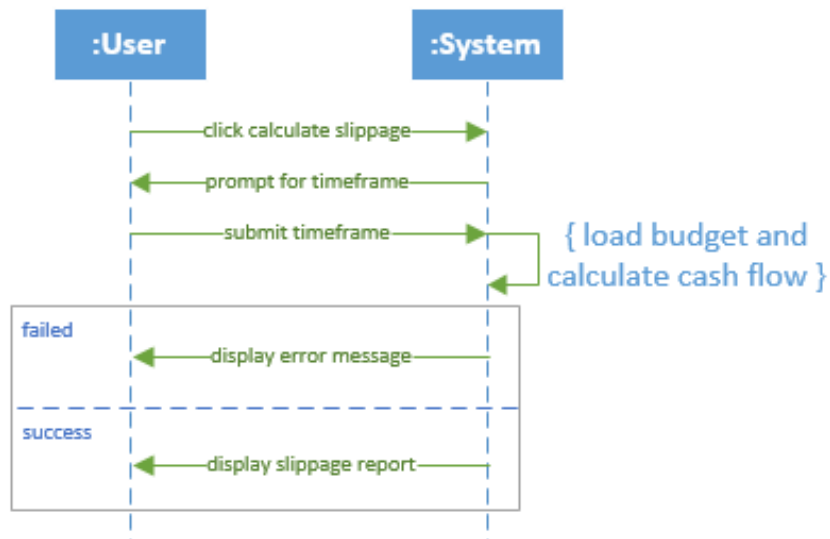 :User
:System
click calculate slippage
prompt for timeframe
submit timeframe
{ load budget and
calculate cash flow }
failed
display error message
success
display slippage report